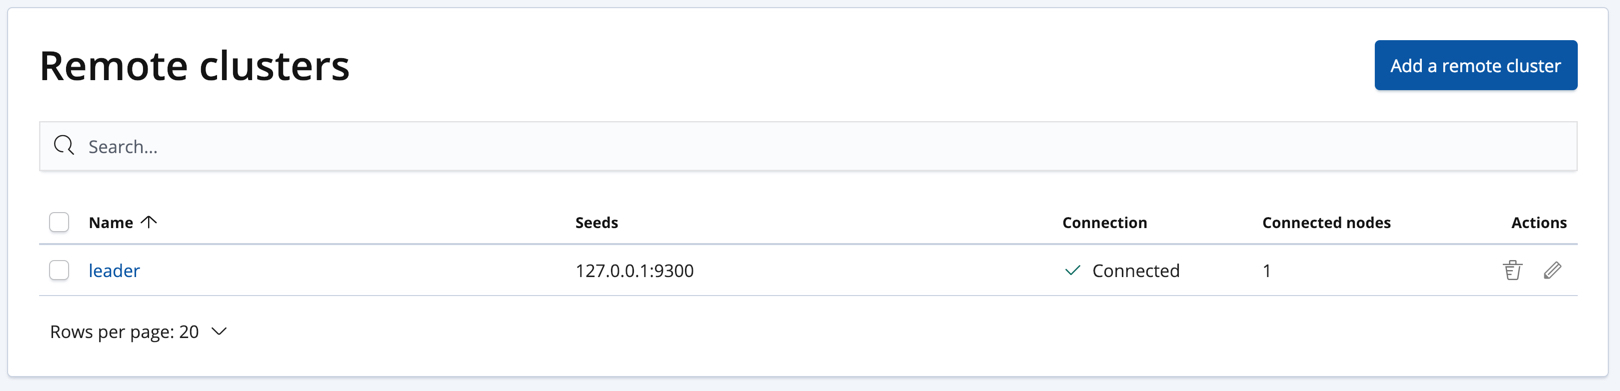 Remote clusters
Add a remote cluster
Search...
Name Seeds Connection Connected nodes Actions
leader 127.0.0.1:9300 Connected 1
Rows per page: 20